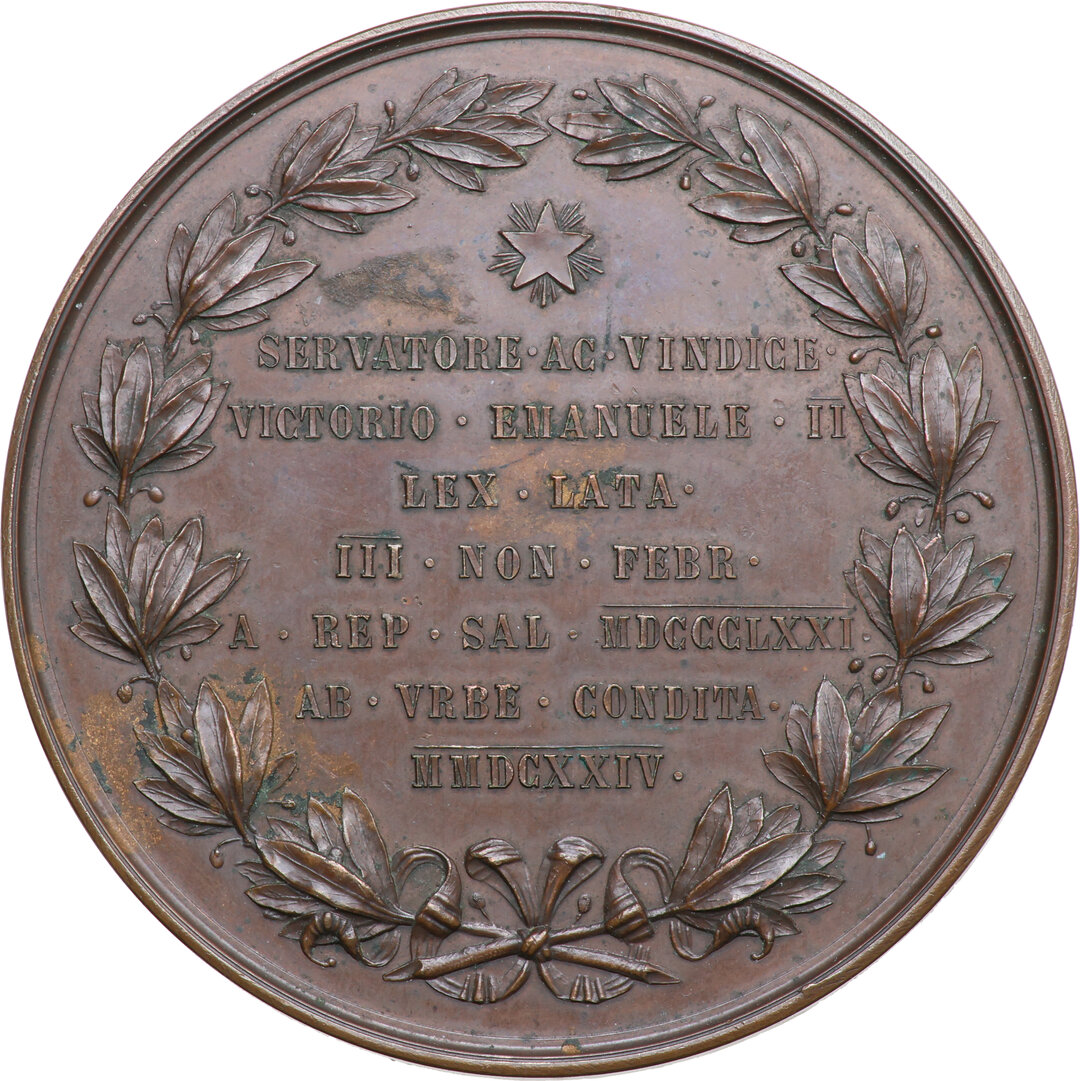 SERVATORE · AC · VINDICE ·
VICTORIO · EMANUELE · II
LEX · LATA ·
III · NON · FEBR ·
A · REP · SAL · MDCCCLXXI
AB · VRBE · CONDITA ·
MMDCXXIV ·